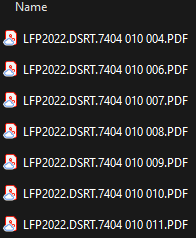 Name
LFP2022.DSRT.7404 010 004.PDF
LFP2022.DSRT.7404 010 006.PDF
LFP2022.DSRT.7404 010 007.PDF
LFP2022.DSRT.7404 010 008.PDF
LFP2022.DSRT.7404 010 009.PDF
LFP2022.DSRT.7404 010 010.PDF
LFP2022.DSRT.7404 010 011.PDF